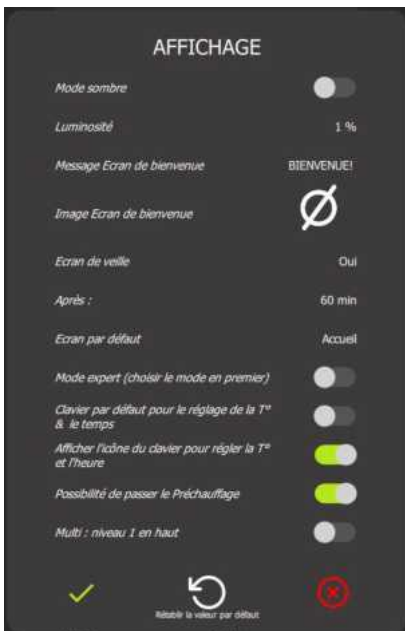 AFFICHAGE
Mode sombre
Luminosité 1 %
Message Ecran de bienvenue BIENVENUE!
Image Ecran de bienvenue
Ecran de veille Oui
Après : 60 min
Ecran par défaut Accueil
Mode expert (choisir le mode en premier)
Clavier par défaut pour le réglage de la T°
& le temps
Afficher l'icône du clavier pour régler la T°
et l'heure
Possibilité de passer le Préchauffage
Multi : niveau 1 en haut
Rétablir la valeur par défaut